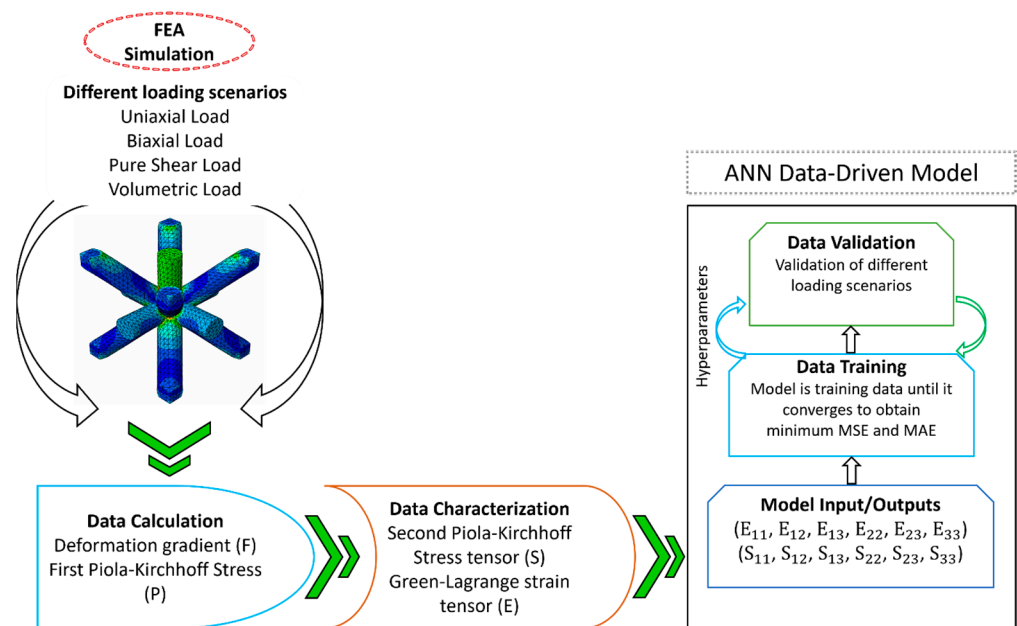 FEA
Simulation
Different loading scenarios
Uniaxial Load
Biaxial Load
Pure Shear Load
Volumetric Load
Data Calculation
Deformation gradient (F)
First Piola-Kirchhoff Stress
(P)
Data Characterization
Second Piola-Kirchhoff
Stress tensor (S)
Green-Lagrange strain
tensor (E)
ANN Data-Driven Model
Data Validation
Validation of different
loading scenarios
Hyperparameters
Data Training
Model is training data until it
converges to obtain
minimum MSE and MAE
Model Input/Outputs
(E₁₁, E₁₂, E₁₃, E₂₂, E₂₃, E₃₃)
(S₁₁, S₁₂, S₁₃, S₂₂, S₂₃, S₃₃)